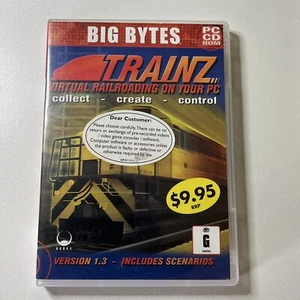 BIG BYTES
PC
CD
ROM
TRAINZ
VIRTUAL RAILROADING ON YOUR PC
collect - create - control
Dear Customer:
Please choose carefully. There can be no
return or exchange of pre-recorded videos
/ video game consoles / software,
Computer software or accessories unless
the product is faulty or defective or
otherwise required by law.
$9.95
RRP
G
AURAN
VERSION 1.3 - INCLUDES SCENARIOS